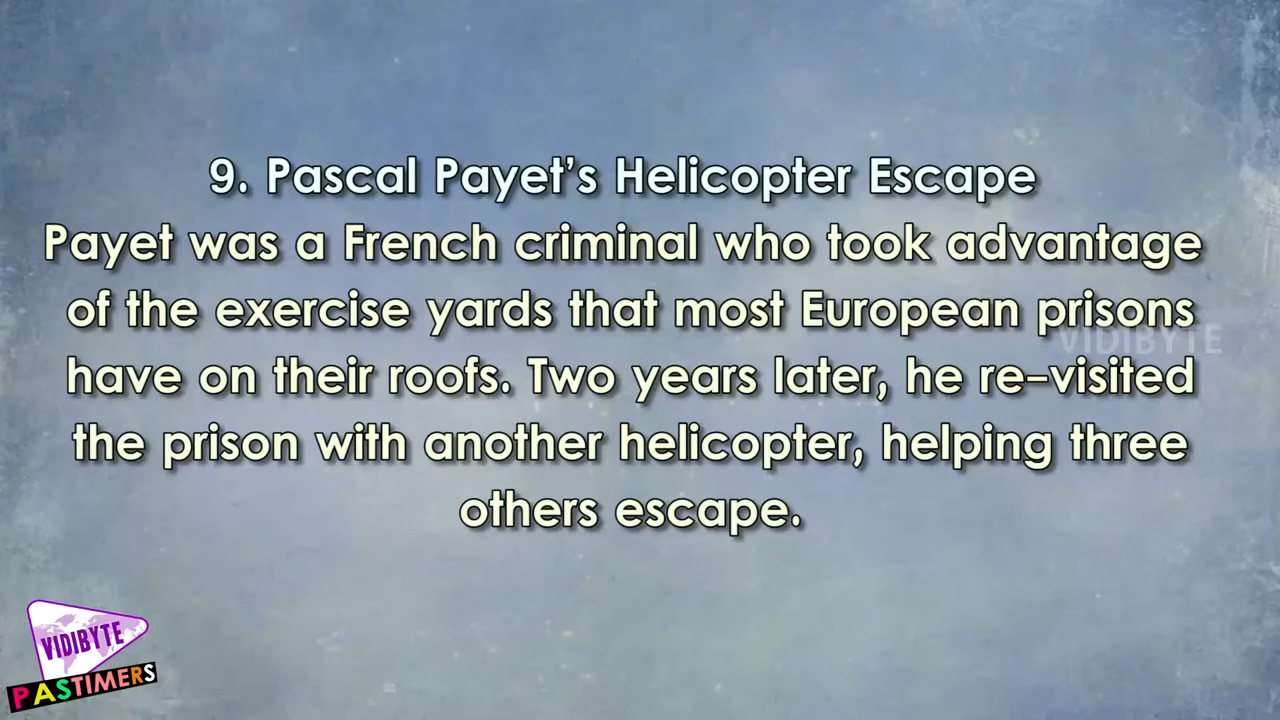 9. Pascal Payet’s Helicopter Escape
Payet was a French criminal who took advantage
of the exercise yards that most European prisons
have on their roofs. Two years later, he re-visited
the prison with another helicopter, helping three
others escape.
VIDIBYTE
VIDIBYTE
PASTIMERS